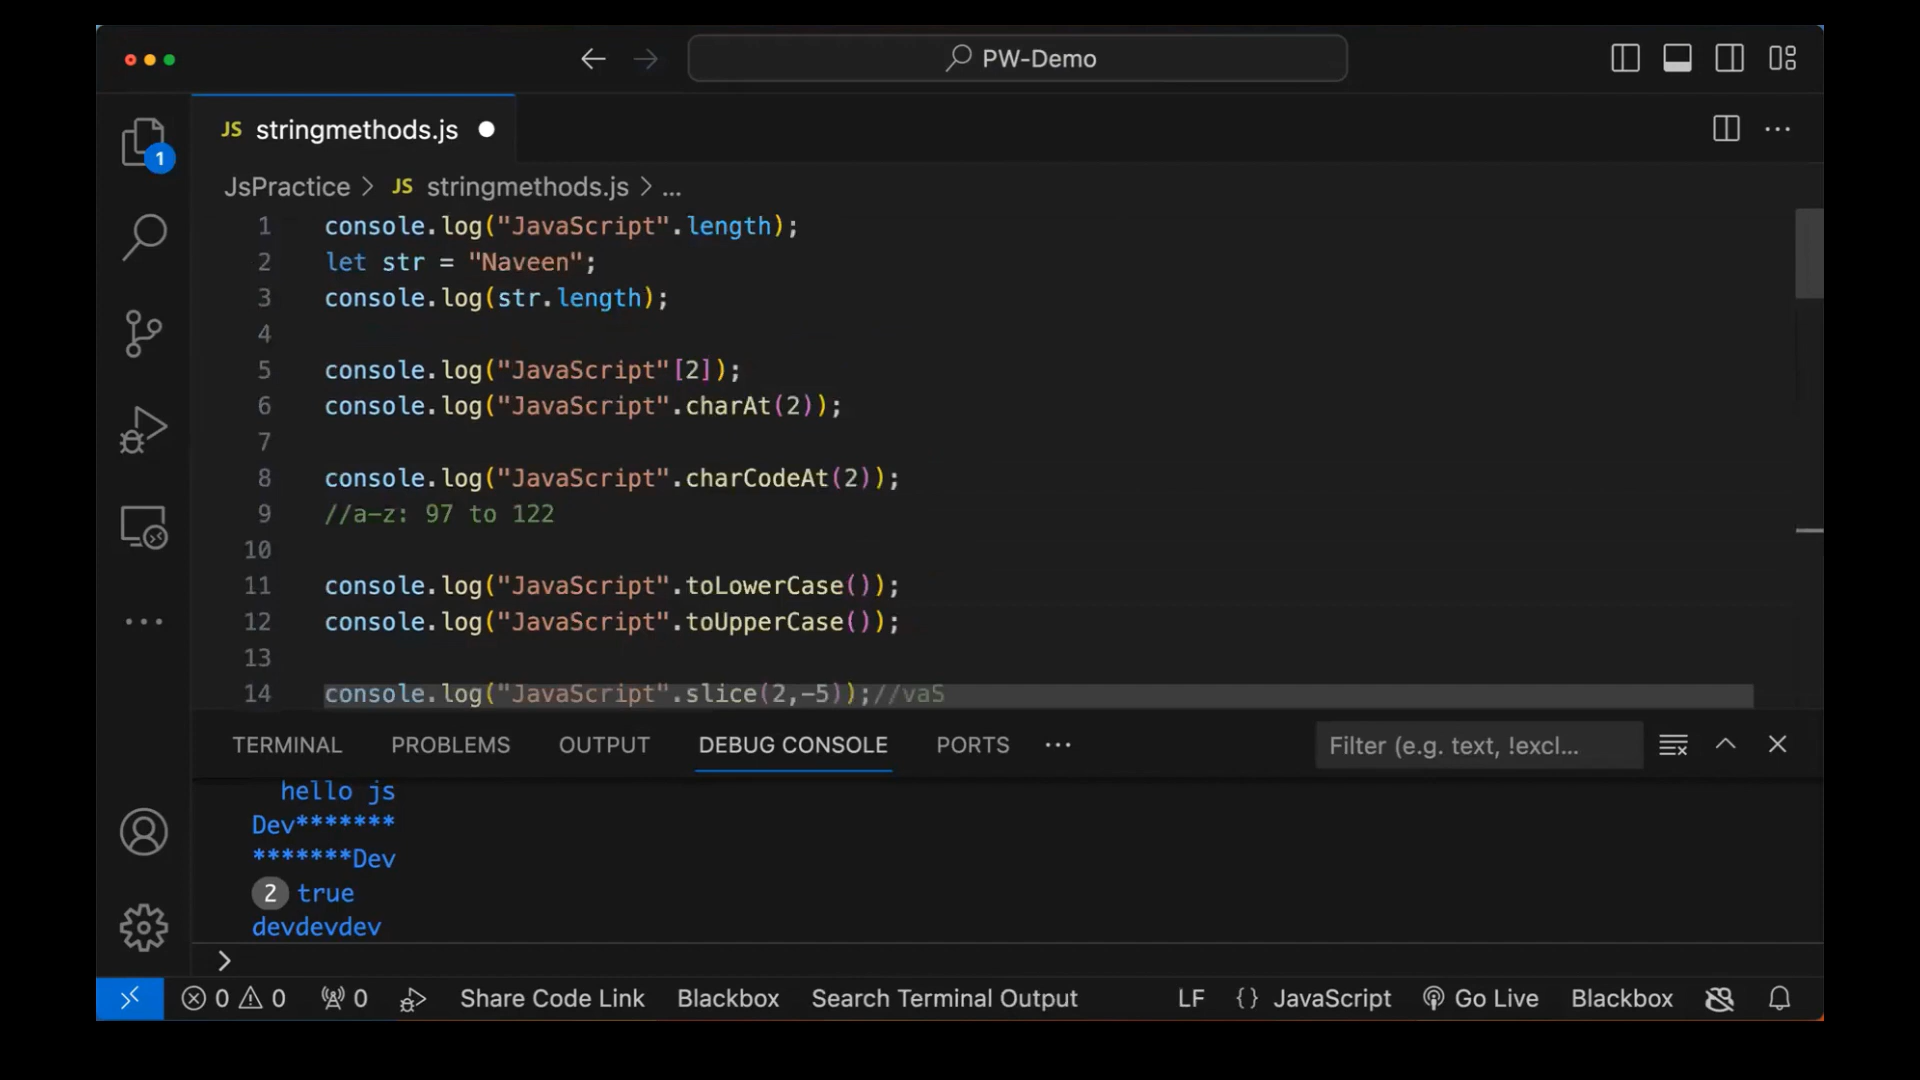 PW-Demo
JS stringmethods.js
1
JsPractice > JS stringmethods.js > ...
1 console.log("JavaScript".length);
2 let str = "Naveen";
3 console.log(str.length);
4
5 console.log("JavaScript"[2]);
6 console.log("JavaScript".charAt(2));
7
8 console.log("JavaScript".charCodeAt(2));
9 //a-z: 97 to 122
10
11 console.log("JavaScript".toLowerCase());
12 console.log("JavaScript".toUpperCase());
13
14 console.log("JavaScript".slice(2,-5));//vaS
TERMINAL PROBLEMS OUTPUT DEBUG CONSOLE PORTS ... Filter (e.g. text, !excl...
hello js
Dev*******
*******Dev
2 true
devdevdev
>
0 0 0 Share Code Link Blackbox Search Terminal Output LF {} JavaScript Go Live Blackbox